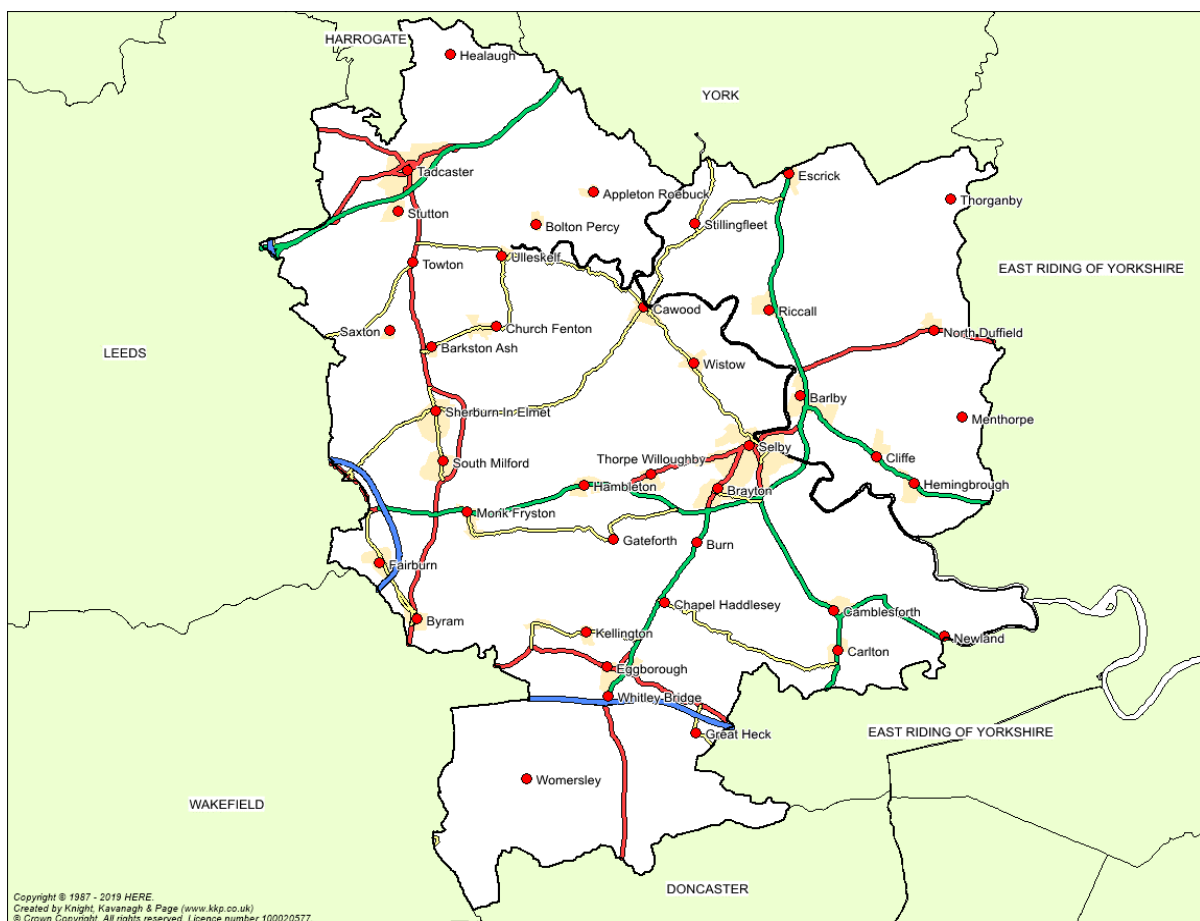 HARROGATE
Healaugh
YORK
Tadcaster
Escrick
Appleton Roebuck
Thorganby
Stutton
Bolton Percy
Stillingfleet
Ulleskelf
Towton
EAST RIDING OF YORKSHIRE
Cawood
Riccall
Saxton
Church Fenton
North Duffield
Barkston Ash
LEEDS
Wistow
Barlby
Sherburn In Elmet
Menthorpe
Selby
Thorpe Willoughby
South Milford
Cliffe
Hambleton
Brayton
Hemingbrough
Monk Fryston
Gateforth
Burn
Fairburn
Chapel Haddlesey
Camblesforth
Byram
Kellington
Newland
Carlton
Eggborough
Whitley Bridge
Great Heck
EAST RIDING OF YORKSHIRE
Womersley
WAKEFIELD
DONCASTER
Copyright © 1987 - 2019 HERE.
Created by Knight, Kavanagh & Page (www.kkp.co.uk)
© Crown Copyright. All rights reserved. Licence number 100020577.